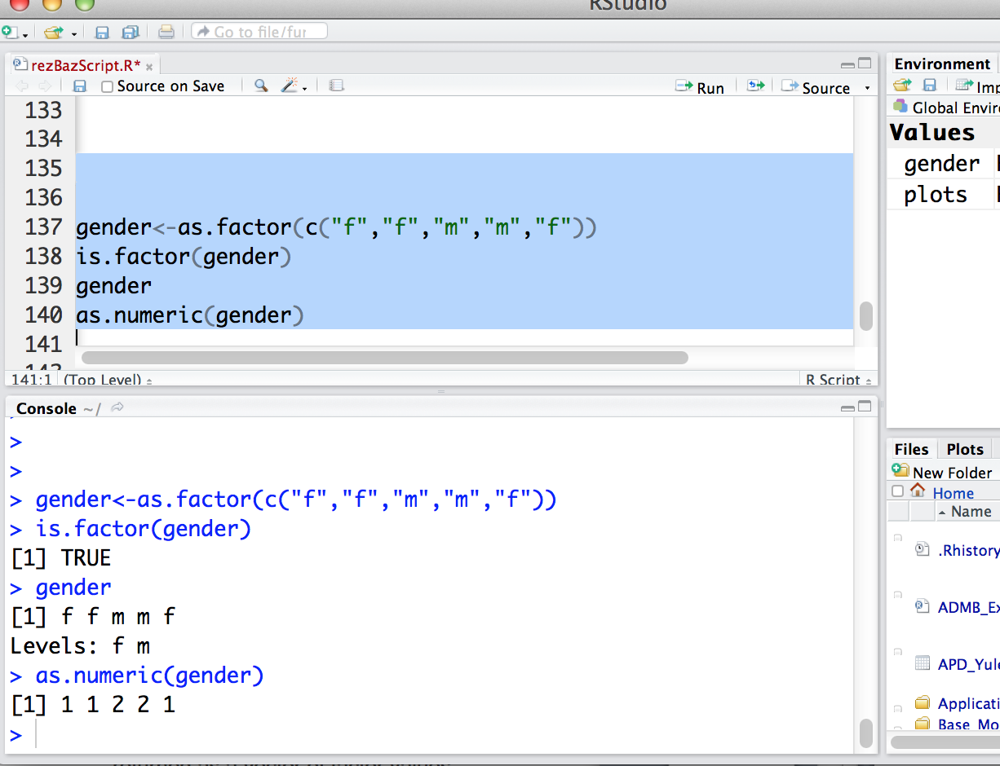 RStudio
Go to file/fur
rezBazScript.R*
Source on Save
Run
Source
133
134
135
136
137 gender<-as.factor(c("f","f","m","m","f"))
138 is.factor(gender)
139 gender
140 as.numeric(gender)
141
141:1 (Top Level)
R Script
Console ~/
>
>
> gender<-as.factor(c("f","f","m","m","f"))
> is.factor(gender)
[1] TRUE
> gender
[1] f f m m f
Levels: f m
> as.numeric(gender)
[1] 1 1 2 2 1
>
Environment
Imp
Global Enviro
Values
gender
plots
Files Plots
New Folder
Home
Name
.Rhistory
ADMB_Ex
APD_Yule
Applicati
Base_Mo